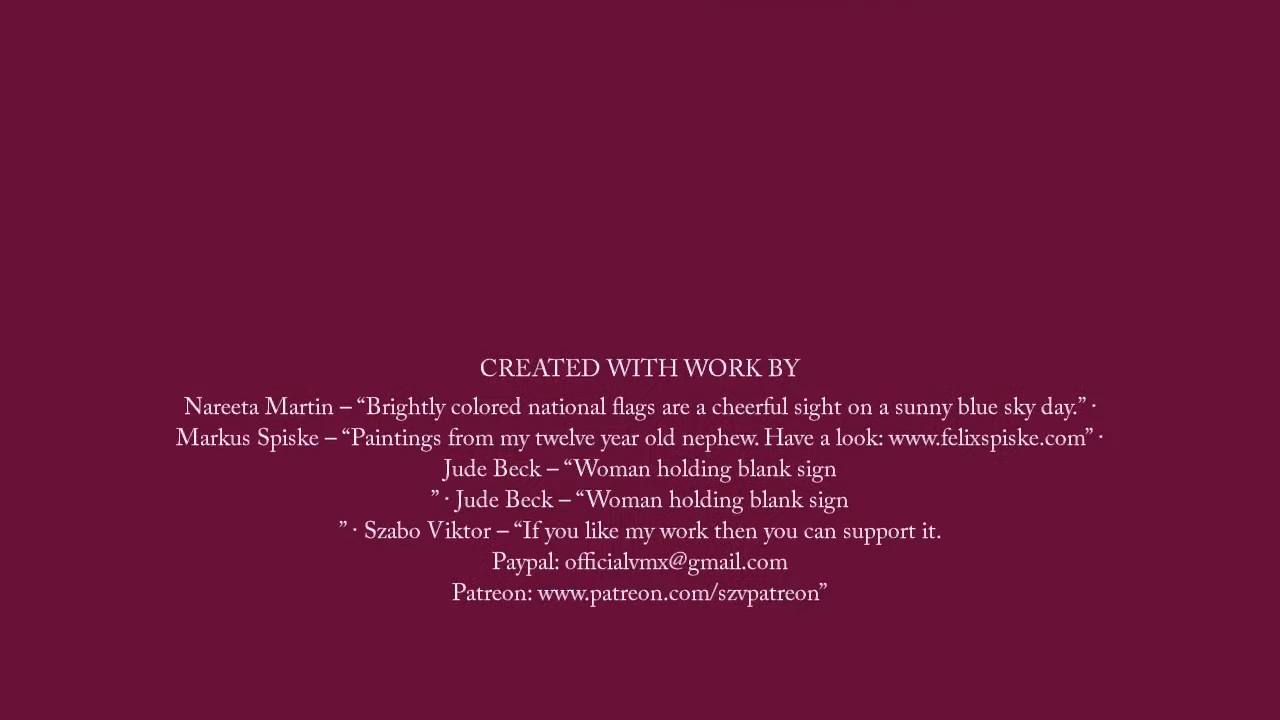 CREATED WITH WORK BY
Nareeta Martin – “Brightly colored national flags are a cheerful sight on a sunny blue sky day.” ·
Markus Spiske – “Paintings from my twelve year old nephew. Have a look: www.felixspiske.com” ·
Jude Beck – “Woman holding blank sign
” · Jude Beck – “Woman holding blank sign
” · Szabo Viktor – “If you like my work then you can support it.
Paypal: officialvmx@gmail.com
Patreon: www.patreon.com/szvpatreon”